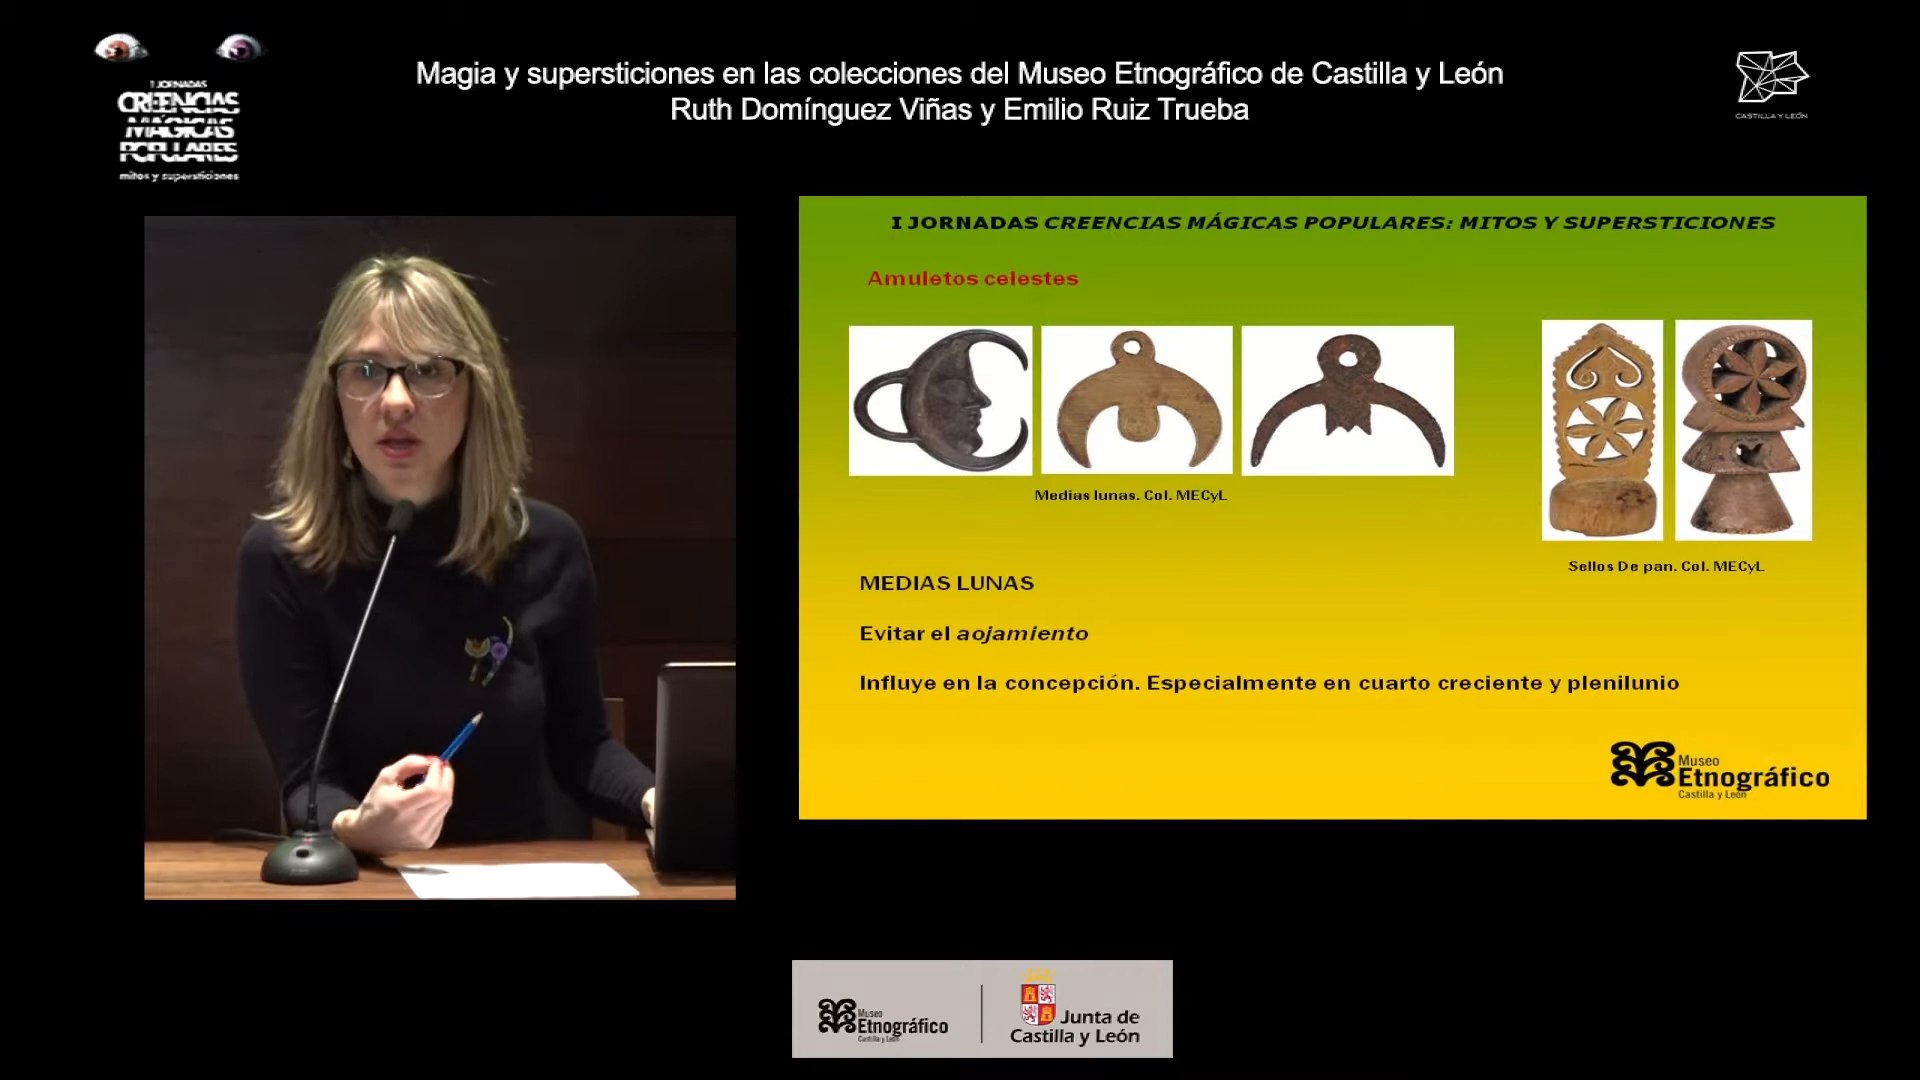 Magia y supersticiones en las colecciones del Museo Etnográfico de Castilla y León
Ruth Domínguez Viñas y Emilio Ruiz Trueba
I JORNADAS
CREENCIAS
MÁGICAS
POPULARES
mitos y supersticiones
CASTILLA Y LEÓN
I JORNADAS CREENCIAS MÁGICAS POPULARES: MITOS Y SUPERSTICIONES
Amuletos celestes
Medias lunas. Col. MECyL
Sellos De pan. Col. MECyL
MEDIAS LUNAS
Evitar el aojamiento
Influye en la concepción. Especialmente en cuarto creciente y plenilunio
Museo
Etnográfico
Castilla y León
Museo
Etnográfico
Castilla y León
Junta de
Castilla y León